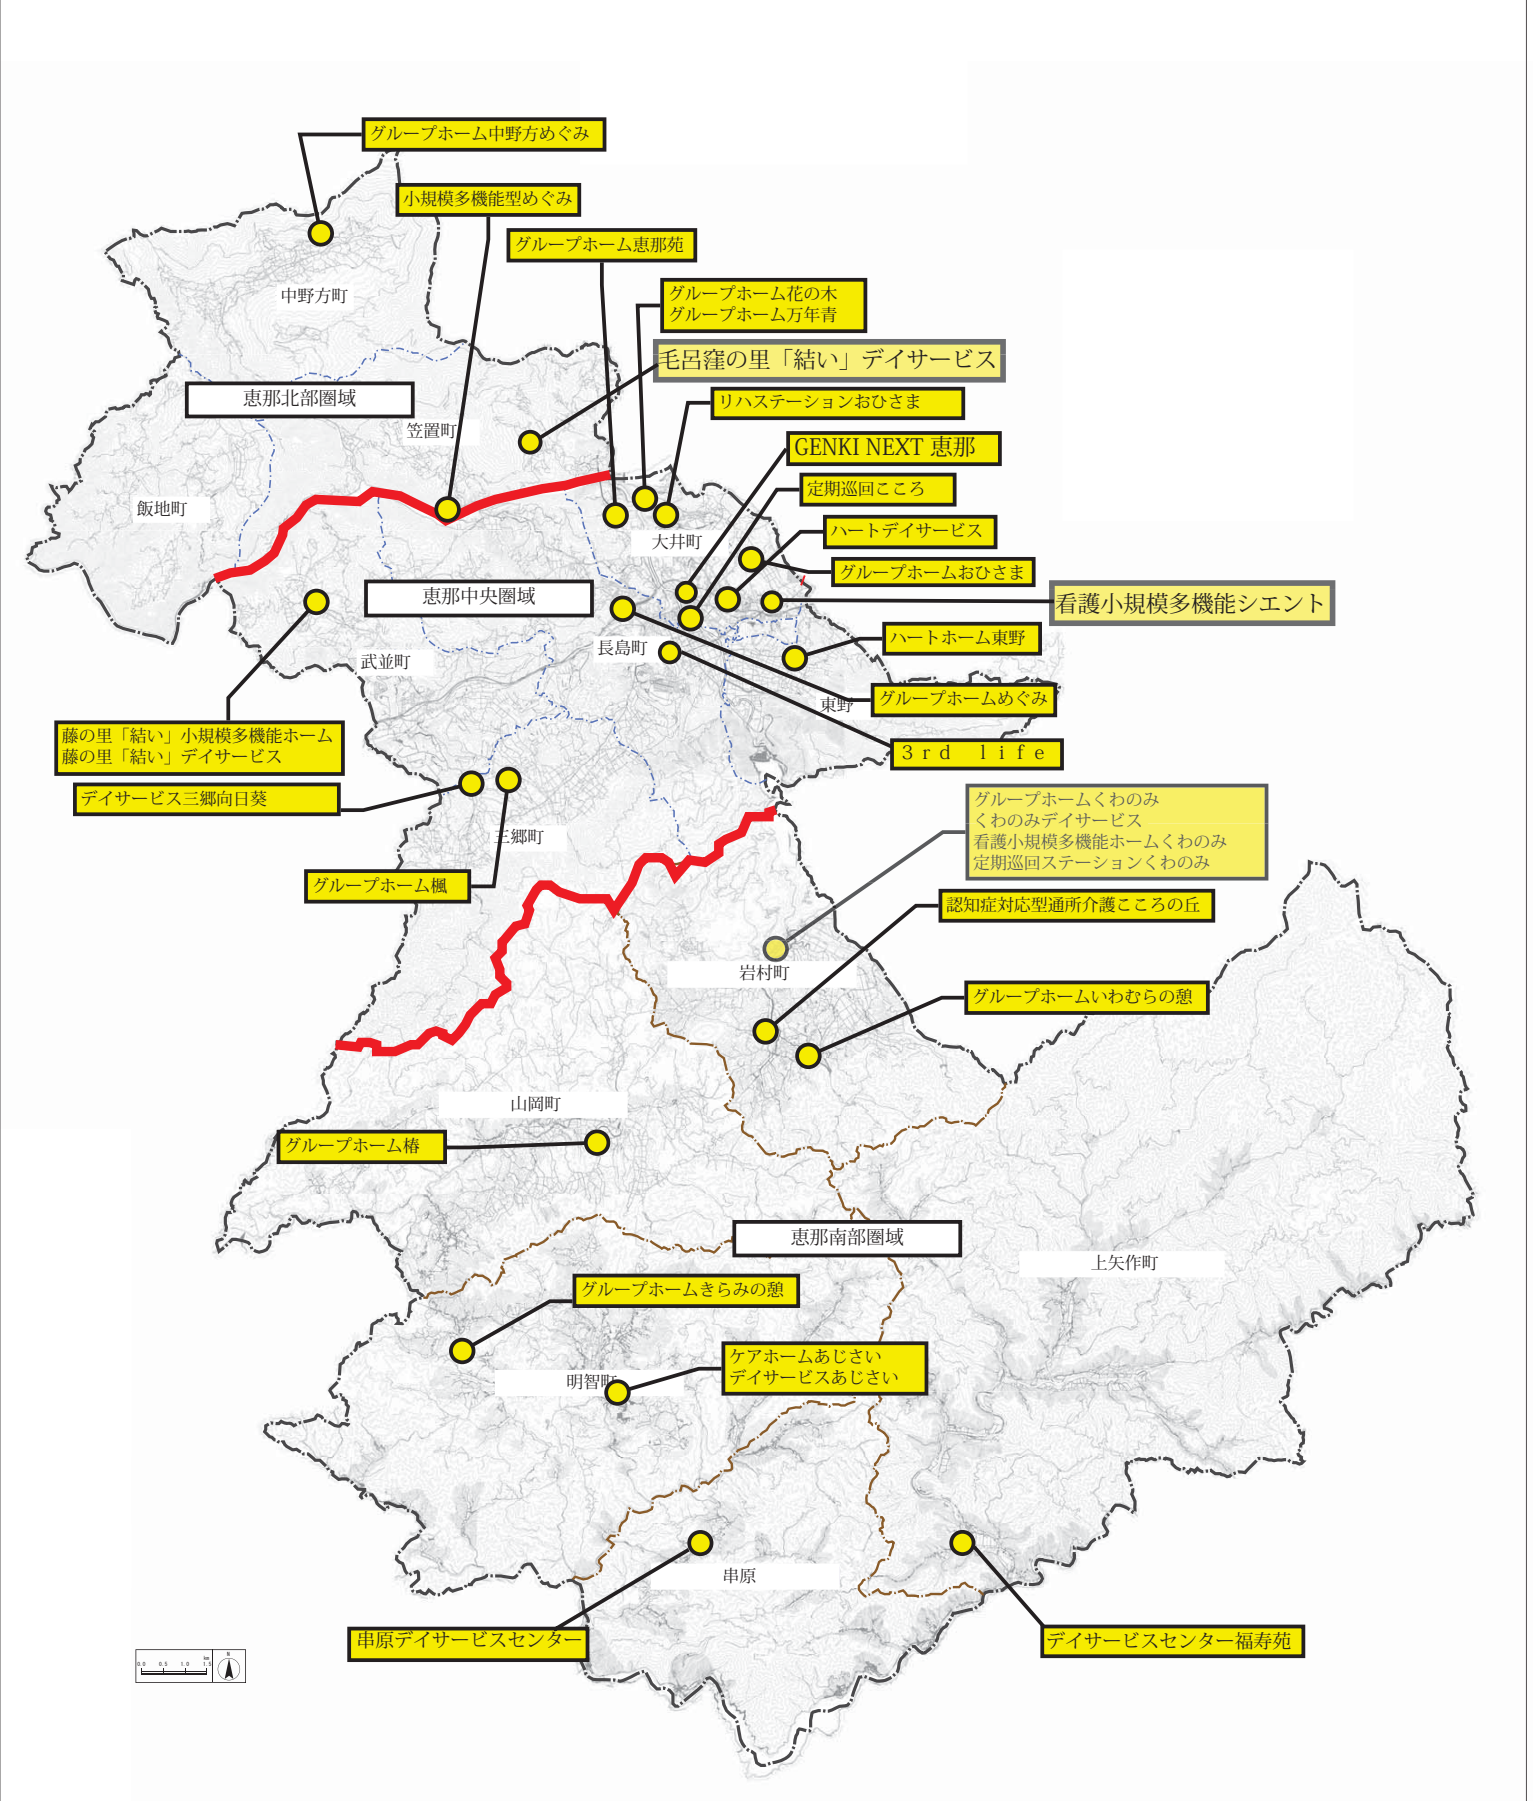 グループホーム中野方めぐみ
小規模多機能型めぐみ
グループホーム恵那苑
グループホーム花の木
グループホーム万年青
中野方町
毛呂窪の里「結い」デイサービス
恵那北部圏域
リハステーションおひさま
笠置町
GENKI NEXT 恵那
定期巡回こころ
飯地町
ハートデイサービス
大井町
グループホームおひさま
恵那中央圏域
看護小規模多機能シエント
ハートホーム東野
長島町
武並町
グループホームめぐみ
東野
藤の里「結い」小規模多機能ホーム
藤の里「結い」デイサービス
3rd life
デイサービス三郷向日葵
グループホームくわのみ
くわのみデイサービス
看護小規模多機能ホームくわのみ
定期巡回ステーションくわのみ
三郷町
グループホーム楓
認知症対応型通所介護こころの丘
岩村町
グループホームいわむらの憩
山岡町
グループホーム椿
恵那南部圏域
上矢作町
グループホームきらみの憩
ケアホームあじさい
デイサービスあじさい
明智町
串原
串原デイサービスセンター
デイサービスセンター福寿苑
km
0.0 0.5 1.0 1.5
N